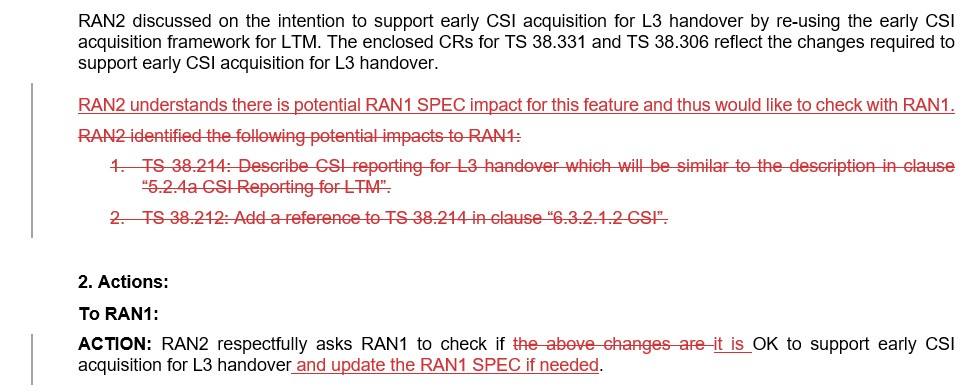 RAN2 discussed on the intention to support early CSI acquisition for L3 handover by re-using the early CSI
acquisition framework for LTM. The enclosed CRs for TS 38.331 and TS 38.306 reflect the changes required to
support early CSI acquisition for L3 handover.
RAN2 understands there is potential RAN1 SPEC impact for this feature and thus would like to check with RAN1.
RAN2 identified the following potential impacts to RAN1:
1. TS 38.214: Describe CSI reporting for L3 handover which will be similar to the description in clause
“5.2.4a CSI Reporting for LTM”.
2. TS 38.212: Add a reference to TS 38.214 in clause “6.3.2.1.2 CSI”.
2. Actions:
To RAN1:
ACTION: RAN2 respectfully asks RAN1 to check if the above changes are it is OK to support early CSI
acquisition for L3 handover and update the RAN1 SPEC if needed.